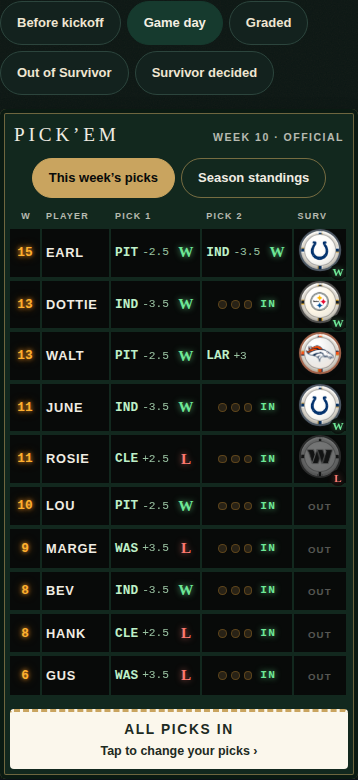 Before kickoff Game day Graded
Out of Survivor Survivor decided
PICK'EM WEEK 10 · OFFICIAL
This week's picks Season standings
W PLAYER PICK 1 PICK 2 SURV
15 EARL PIT -2.5 W IND -3.5 W W
13 DOTTIE IND -3.5 W IN W
13 WALT PIT -2.5 W LAR +3
11 JUNE IND -3.5 W IN W
11 ROSIE CLE +2.5 L IN W L
10 LOU PIT -2.5 W IN OUT
9 MARGE WAS +3.5 L IN OUT
8 BEV IND -3.5 W IN OUT
8 HANK CLE +2.5 L IN OUT
6 GUS WAS +3.5 L IN OUT
ALL PICKS IN
Tap to change your picks ›